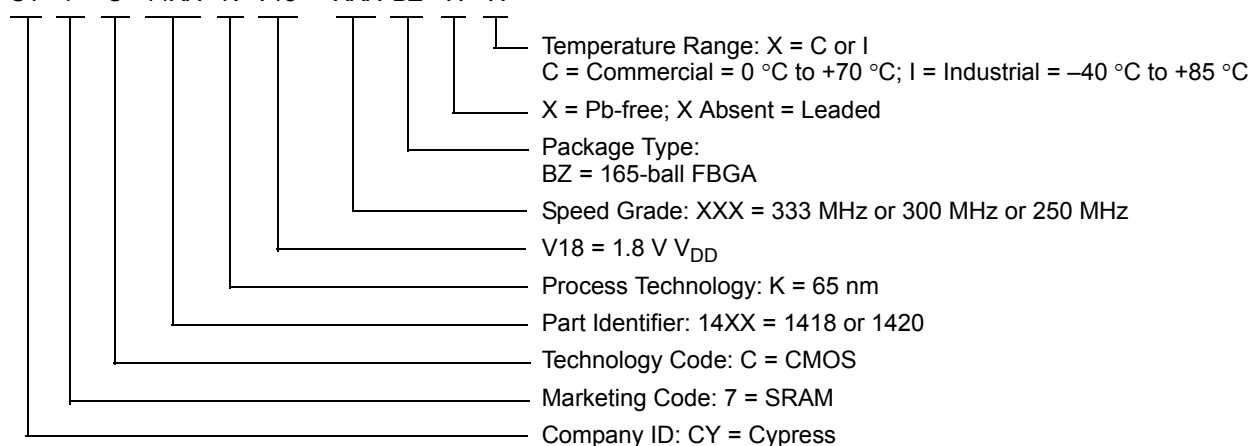 Temperature Range: X = C or I
C = Commercial = 0 °C to +70 °C; I = Industrial = –40 °C to +85 °C
X = Pb-free; X Absent = Leaded
Package Type:
BZ = 165-ball FBGA
Speed Grade: XXX = 333 MHz or 300 MHz or 250 MHz
V18 = 1.8 V VDD
Process Technology: K = 65 nm
Part Identifier: 14XX = 1418 or 1420
Technology Code: C = CMOS
Marketing Code: 7 = SRAM
Company ID: CY = Cypress